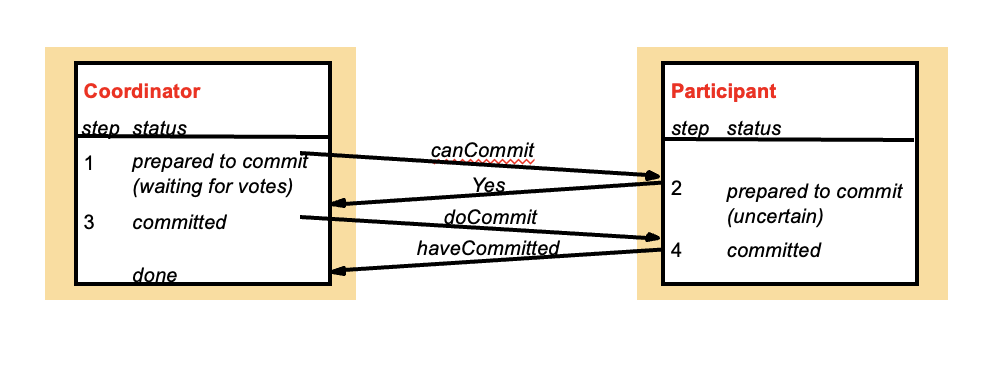 Coordinator
step status
1 prepared to commit
(waiting for votes)
3 committed
done
canCommit
Yes
doCommit
haveCommitted
Participant
step status
2 prepared to commit
(uncertain)
4 committed